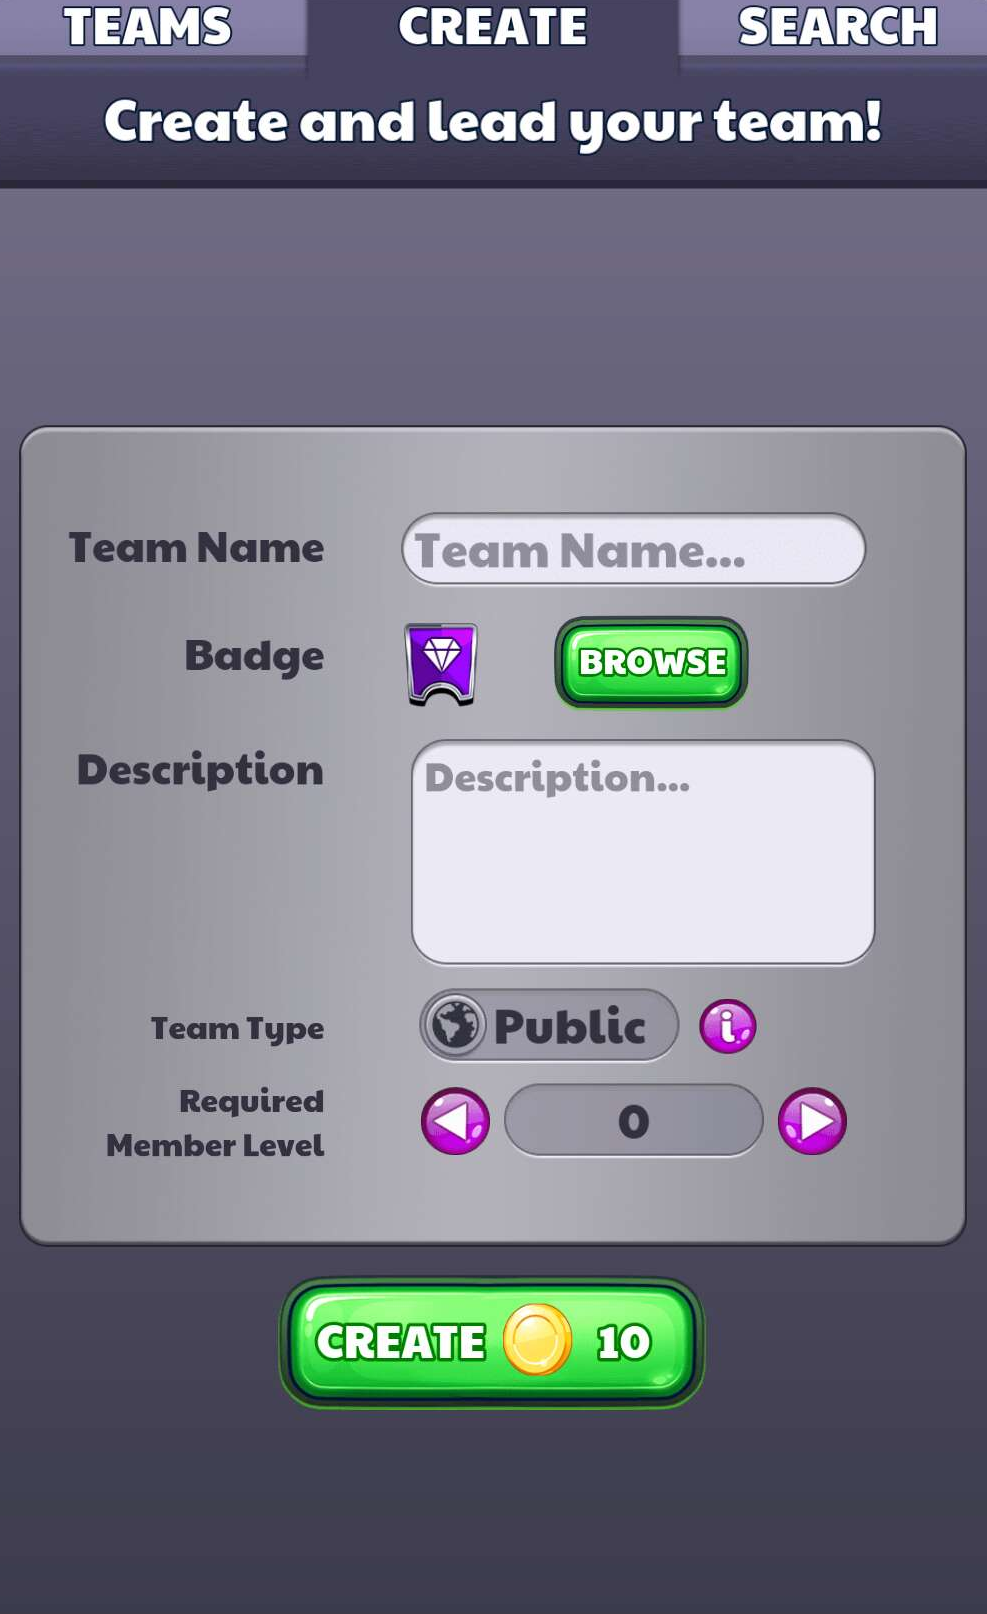 TEAMS
CREATE
SEARCH
Create and lead your team!
Team Name
Team Name...
Badge
BROWSE
Description
Description...
Team Type
Public
i
Required
Member Level
0
CREATE 10